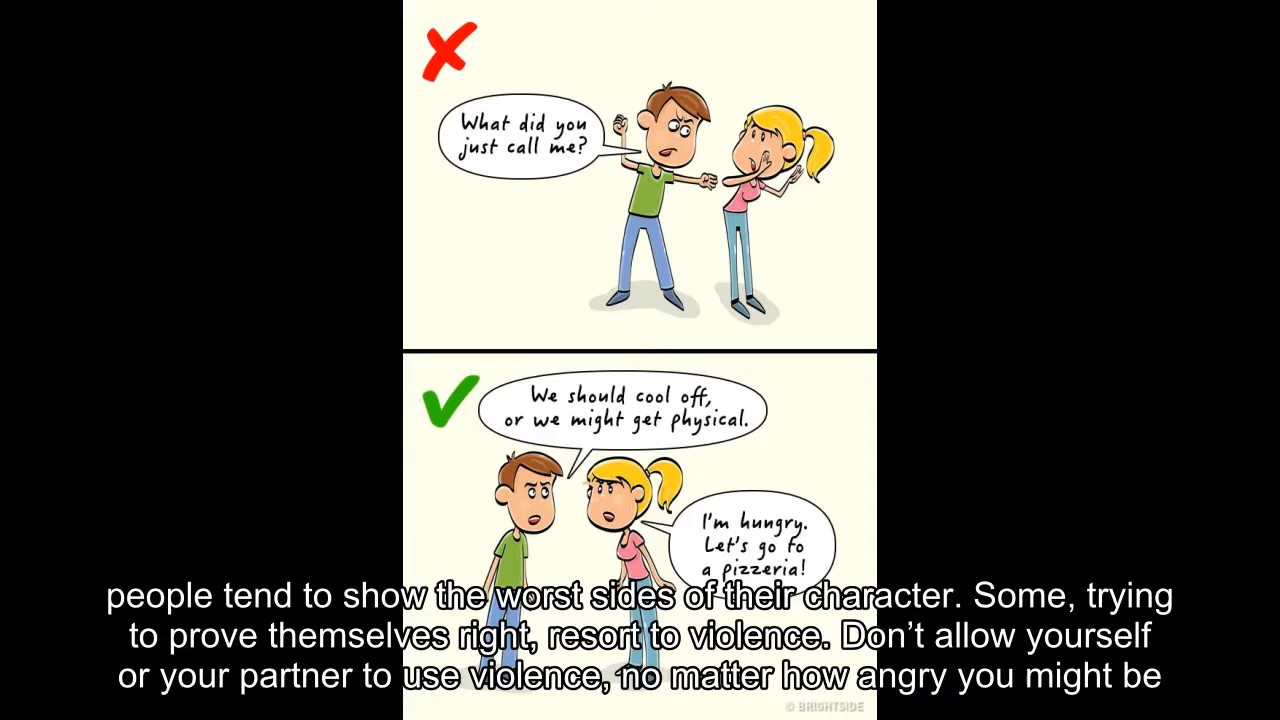 What did you
just call me?
We should cool off,
or we might get physical.
I'm hungry.
Let's go to
a pizzeria!
people tend to show the worst sides of their character. Some, trying
to prove themselves right, resort to violence. Don’t allow yourself
or your partner to use violence, no matter how angry you might be
© BRIGHTSIDE